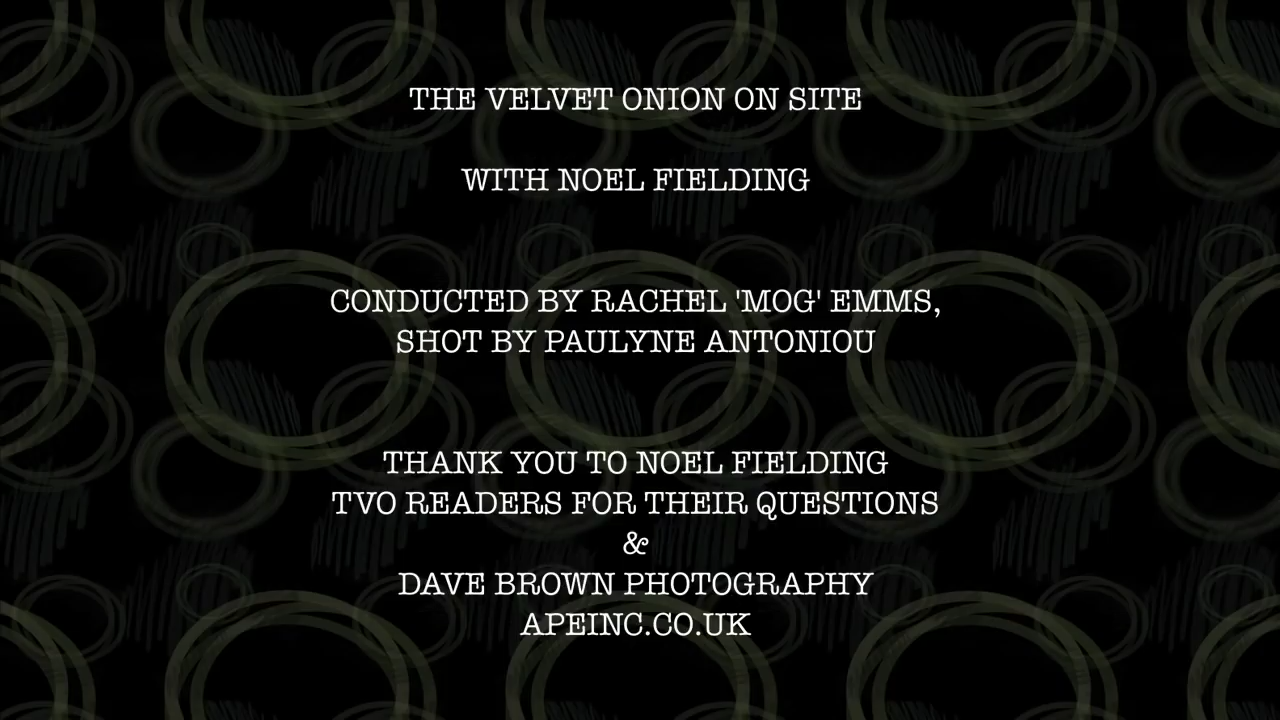 THE VELVET ONION ON SITE
WITH NOEL FIELDING
CONDUCTED BY RACHEL 'MOG' EMMS,
SHOT BY PAULYNE ANTONIOU
THANK YOU TO NOEL FIELDING
TVO READERS FOR THEIR QUESTIONS
&
DAVE BROWN PHOTOGRAPHY
APEINC.CO.UK